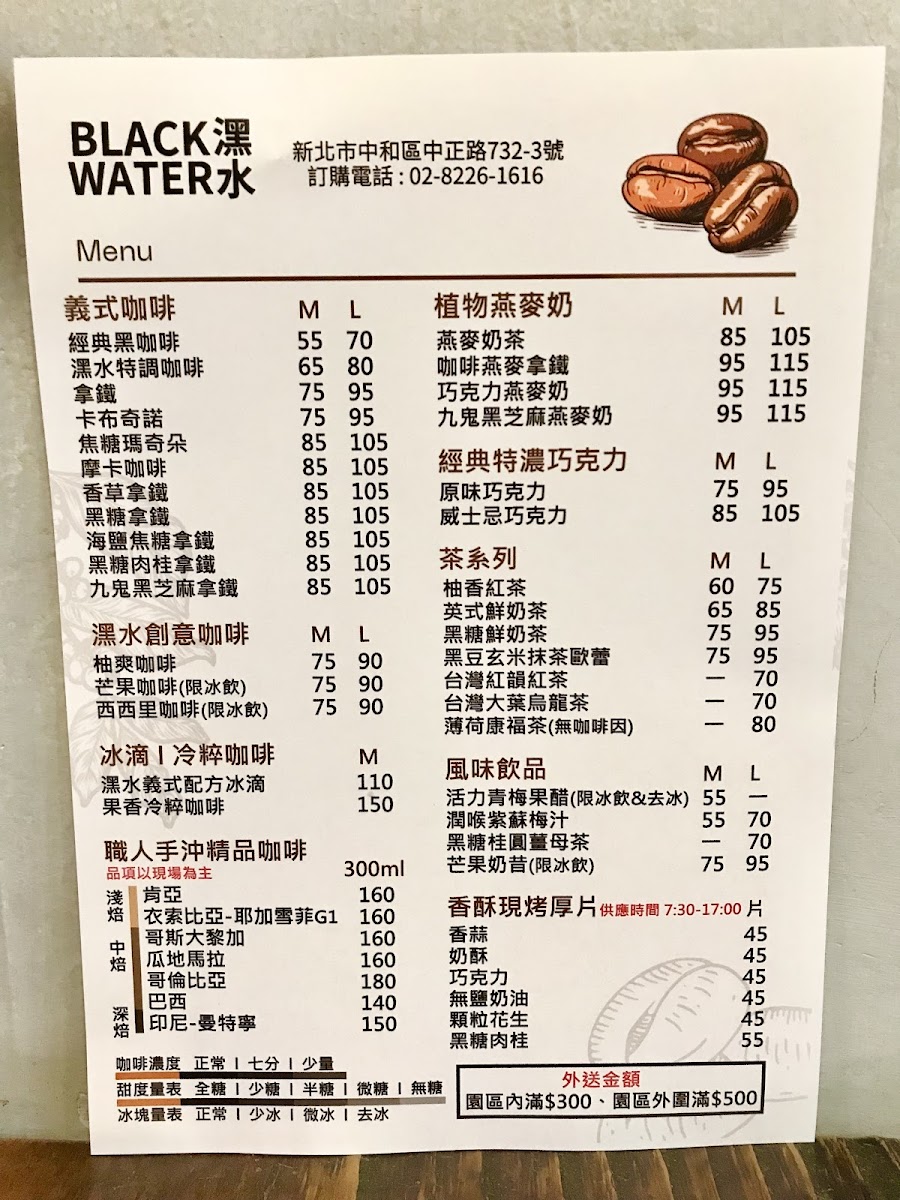 BLACK潶
WATER水
新北市中和區中正路732-3號
訂購電話 : 02-8226-1616
Menu
義式咖啡 M L
經典黑咖啡 55 70
潶水特調咖啡 65 80
拿鐵 75 95
卡布奇諾 75 95
焦糖瑪奇朵 85 105
摩卡咖啡 85 105
香草拿鐵 85 105
黑糖拿鐵 85 105
海鹽焦糖拿鐵 85 105
黑糖肉桂拿鐵 85 105
九鬼黑芝麻拿鐵 85 105
潶水創意咖啡 M L
柚爽咖啡 75 90
芒果咖啡(限冰飲) 75 90
西西里咖啡(限冰飲) 75 90
冰滴 I 冷粹咖啡 M
潶水義式配方冰滴 110
果香冷粹咖啡 150
職人手沖精品咖啡
品項以現場為主 300ml
淺焙
肯亞 160
衣索比亞-耶加雪菲G1 160
中焙
哥斯大黎加 160
瓜地馬拉 160
哥倫比亞 180
巴西 140
深焙
印尼-曼特寧 150
咖啡濃度 正常 I 七分 I 少量
甜度量表 全糖 I 少糖 I 半糖 I 微糖 I 無糖
冰塊量表 正常 I 少冰 I 微冰 I 去冰
植物燕麥奶 M L
燕麥奶茶 85 105
咖啡燕麥拿鐵 95 115
巧克力燕麥奶 95 115
九鬼黑芝麻燕麥奶 95 115
經典特濃巧克力 M L
原味巧克力 75 95
威士忌巧克力 85 105
茶系列 M L
柚香紅茶 60 75
英式鮮奶茶 65 85
黑糖鮮奶茶 75 95
黑豆玄米抹茶歐蕾 75 95
台灣紅韻紅茶 — 70
台灣大葉烏龍茶 — 70
薄荷康福茶(無咖啡因) — 80
風味飲品 M L
活力青梅果醋(限冰飲&去冰) 55 —
潤喉紫蘇梅汁 55 70
黑糖桂圓薑母茶 — 70
芒果奶昔(限冰飲) 75 95
香酥現烤厚片 供應時間 7:30-17:00 片
香蒜 45
奶酥 45
巧克力 45
無鹽奶油 45
顆粒花生 45
黑糖肉桂 55
外送金額
園區內滿$300、園區外圍滿$500